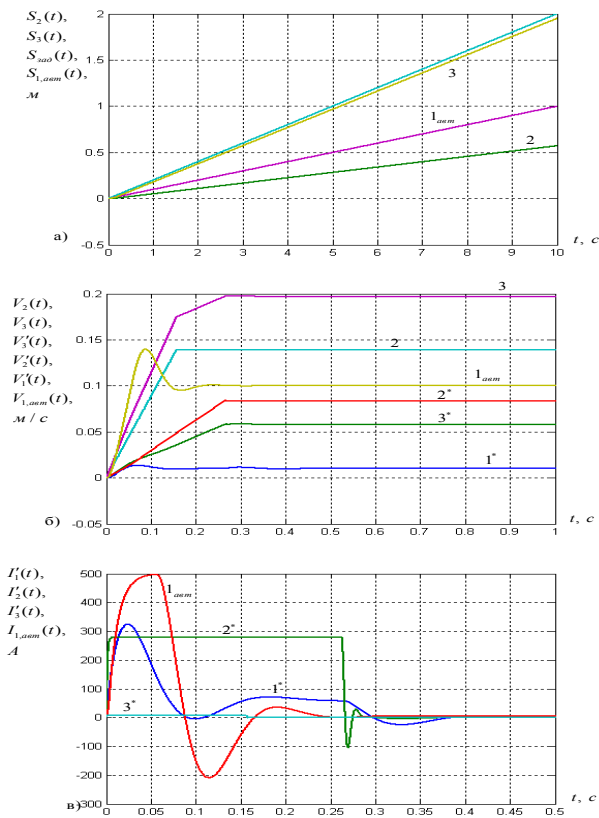 S₂(t),
S₃(t),
Sзад(t),
S₁,авт(t),
м
2
1.5
1
0.5
0
-0.5
3
1авт
2
а)
0 1 2 3 4 5 6 7 8 9 10
t, с
V₂(t),
V₃(t),
V₃′(t),
V₂′(t),
V₁′(t),
V₁,авт(t),
м / с
0.2
0.15
0.1
0.05
0
-0.05
3
2
1авт
2*
3*
1*
б)
0 0.1 0.2 0.3 0.4 0.5 0.6 0.7 0.8 0.9 1
t, с
I₁′(t),
I₂′(t),
I₃′(t),
I₁,авт(t),
А
500
400
300
200
100
0
-100
-200
300
1авт
2*
1*
3*
в)
0 0.05 0.1 0.15 0.2 0.25 0.3 0.35 0.4 0.45 0.5
t, с